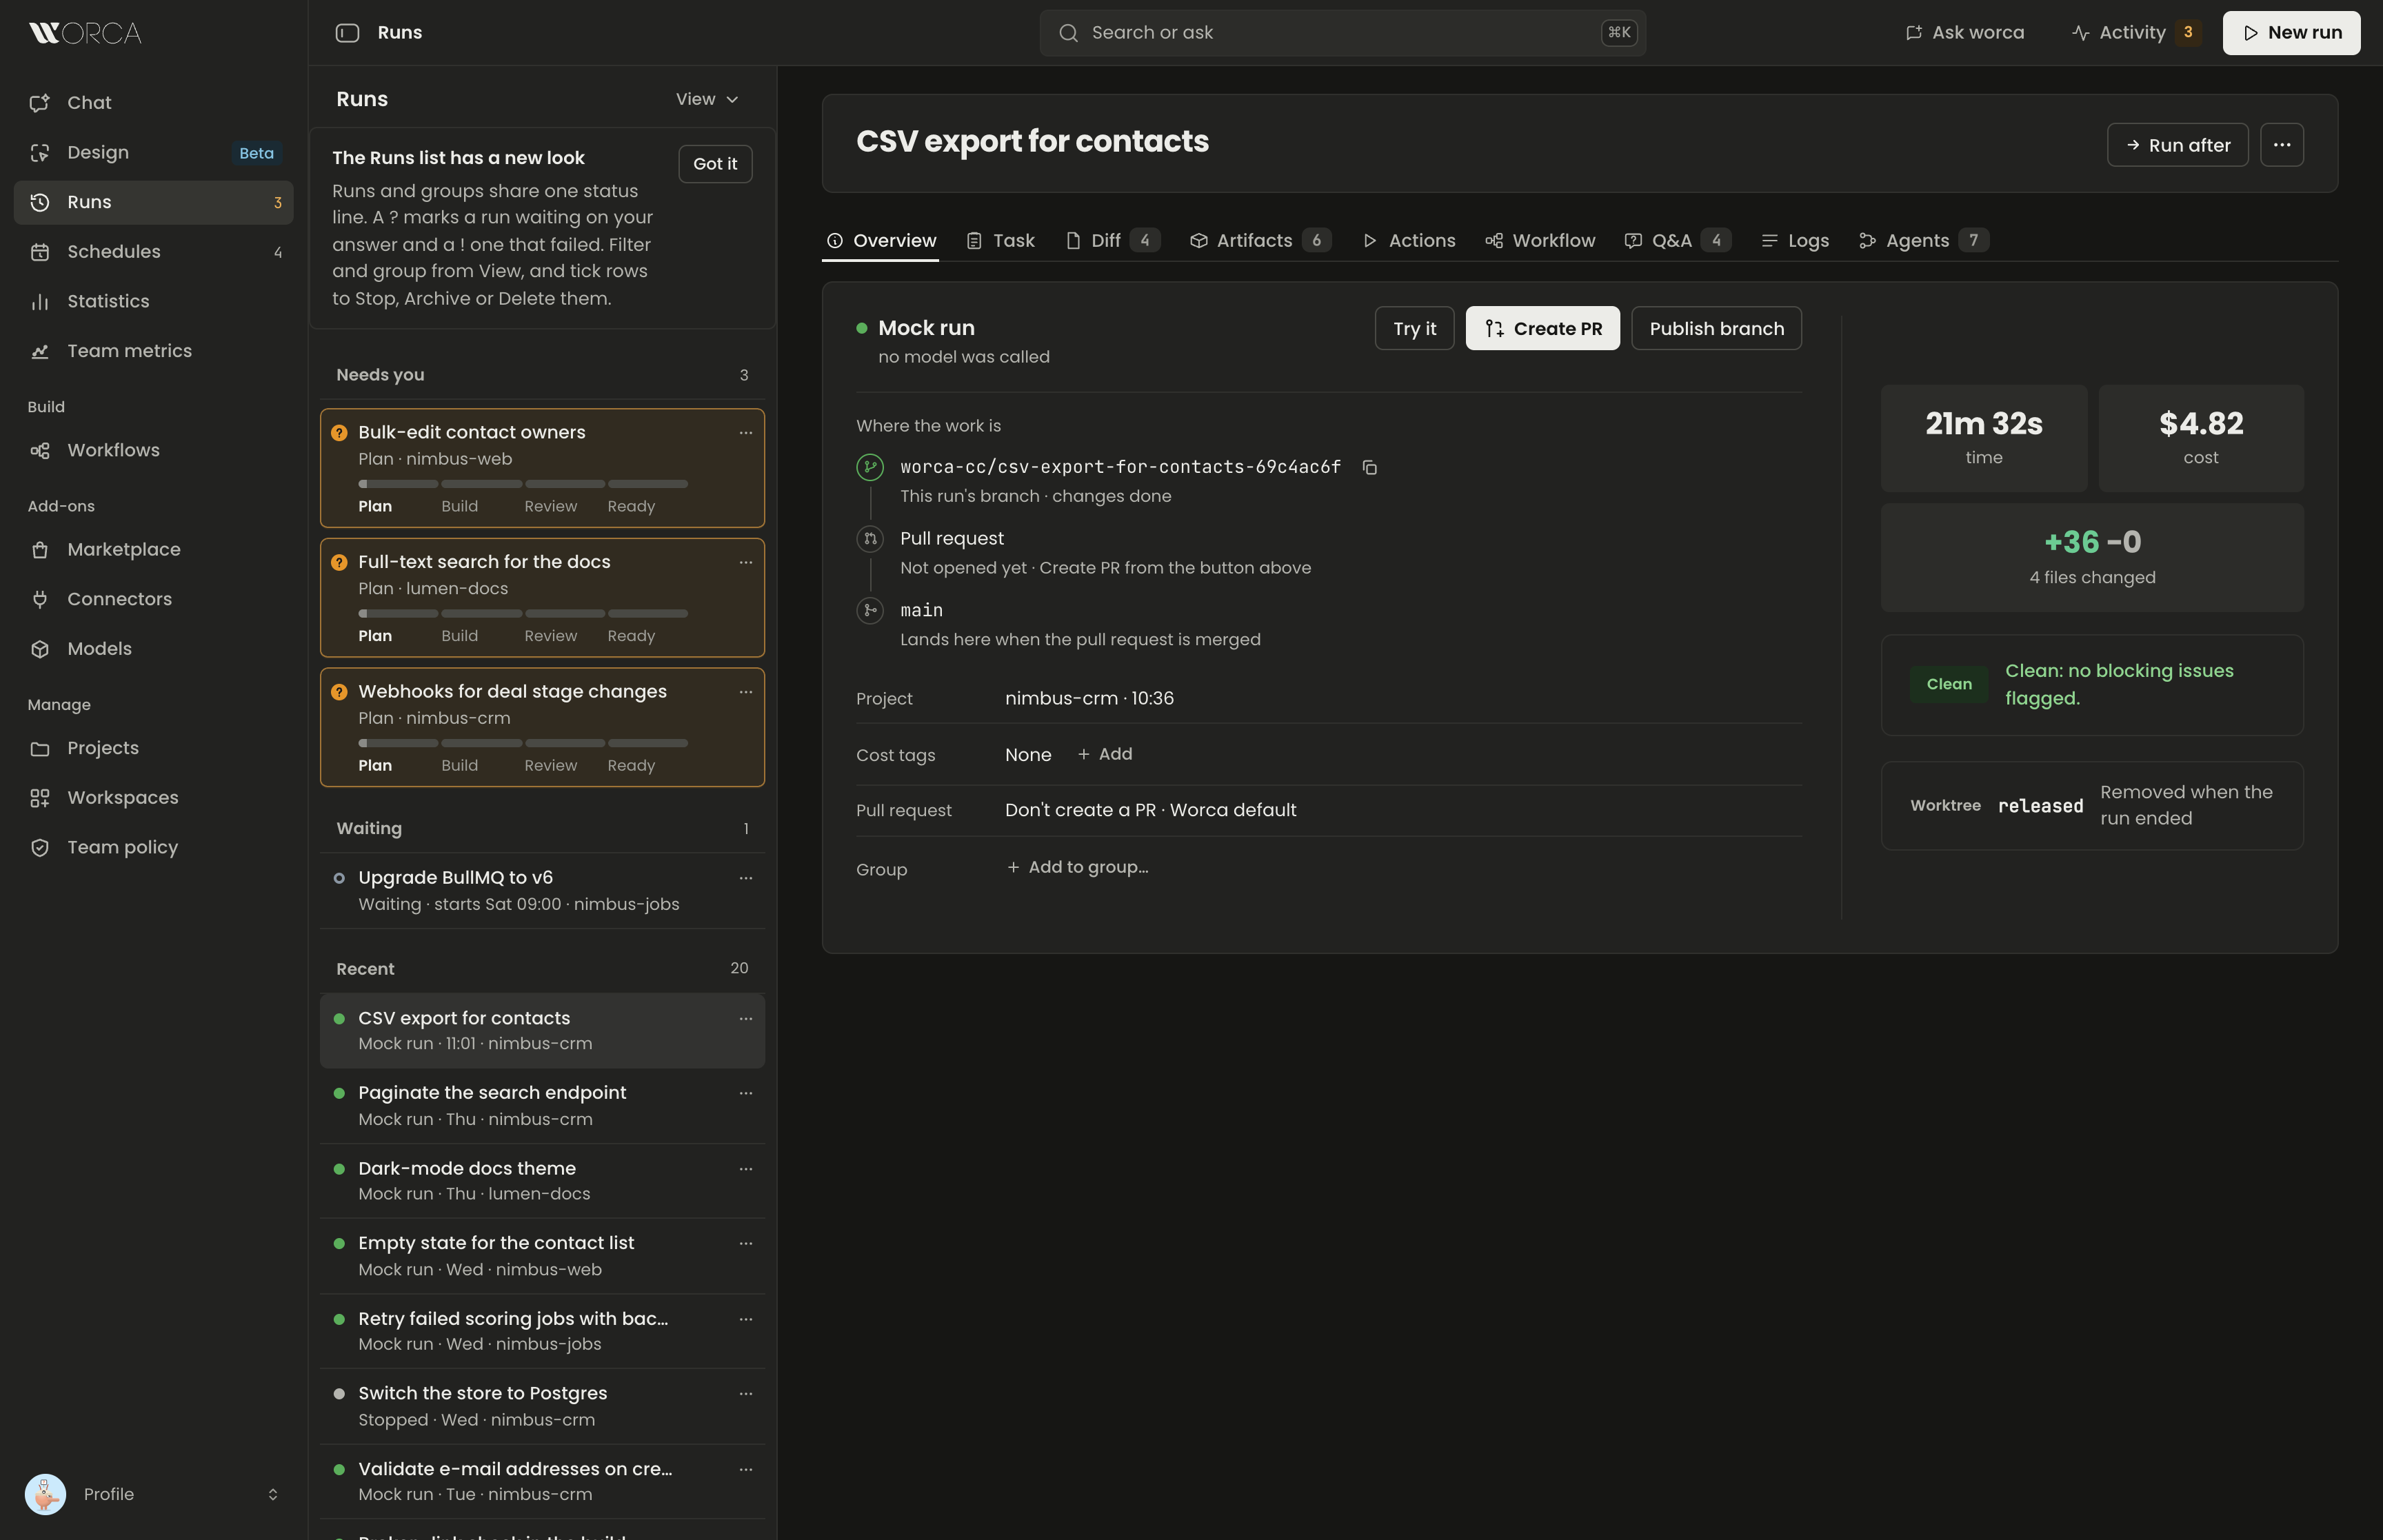 WORCA
Runs
Search or ask
⌘K
Ask worca
Activity 3
New run
Chat
Design Beta
Runs 3
Schedules 4
Statistics
Team metrics
Build
Workflows
Add-ons
Marketplace
Connectors
Models
Manage
Projects
Workspaces
Team policy
Profile
Runs
View
The Runs list has a new look
Got it
Runs and groups share one status
line. A ? marks a run waiting on your
answer and a ! one that failed. Filter
and group from View, and tick rows
to Stop, Archive or Delete them.
Needs you 3
? Bulk-edit contact owners ...
Plan · nimbus-web
Plan Build Review Ready
? Full-text search for the docs ...
Plan · lumen-docs
Plan Build Review Ready
? Webhooks for deal stage changes ...
Plan · nimbus-crm
Plan Build Review Ready
Waiting 1
Upgrade BullMQ to v6 ...
Waiting · starts Sat 09:00 · nimbus-jobs
Recent 20
CSV export for contacts ...
Mock run · 11:01 · nimbus-crm
Paginate the search endpoint ...
Mock run · Thu · nimbus-crm
Dark-mode docs theme ...
Mock run · Thu · lumen-docs
Empty state for the contact list ...
Mock run · Wed · nimbus-web
Retry failed scoring jobs with bac... ...
Mock run · Wed · nimbus-jobs
Switch the store to Postgres ...
Stopped · Wed · nimbus-crm
Validate e-mail addresses on cre... ...
Mock run · Tue · nimbus-crm
CSV export for contacts
Run after
...
Overview
Task
Diff 4
Artifacts 6
Actions
Workflow
Q&A 4
Logs
Agents 7
Mock run
no model was called
Try it
Create PR
Publish branch
Where the work is
worca-cc/csv-export-for-contacts-69c4ac6f
This run's branch · changes done
Pull request
Not opened yet · Create PR from the button above
main
Lands here when the pull request is merged
Project nimbus-crm · 10:36
Cost tags None + Add
Pull request Don't create a PR · Worca default
Group + Add to group...
21m 32s
time
$4.82
cost
+36 −0
4 files changed
Clean
Clean: no blocking issues
flagged.
Worktree released
Removed when the
run ended